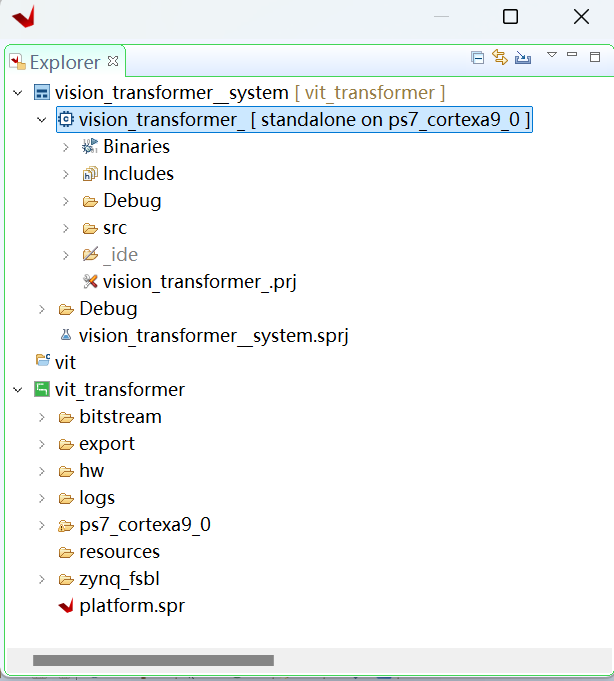 Explorer
vision_transformer__system [ vit_transformer ]
vision_transformer_ [ standalone on ps7_cortexa9_0 ]
Binaries
Includes
Debug
src
_ide
vision_transformer_.prj
Debug
vision_transformer__system.sprj
vit
vit_transformer
bitstream
export
hw
logs
ps7_cortexa9_0
resources
zynq_fsbl
platform.spr